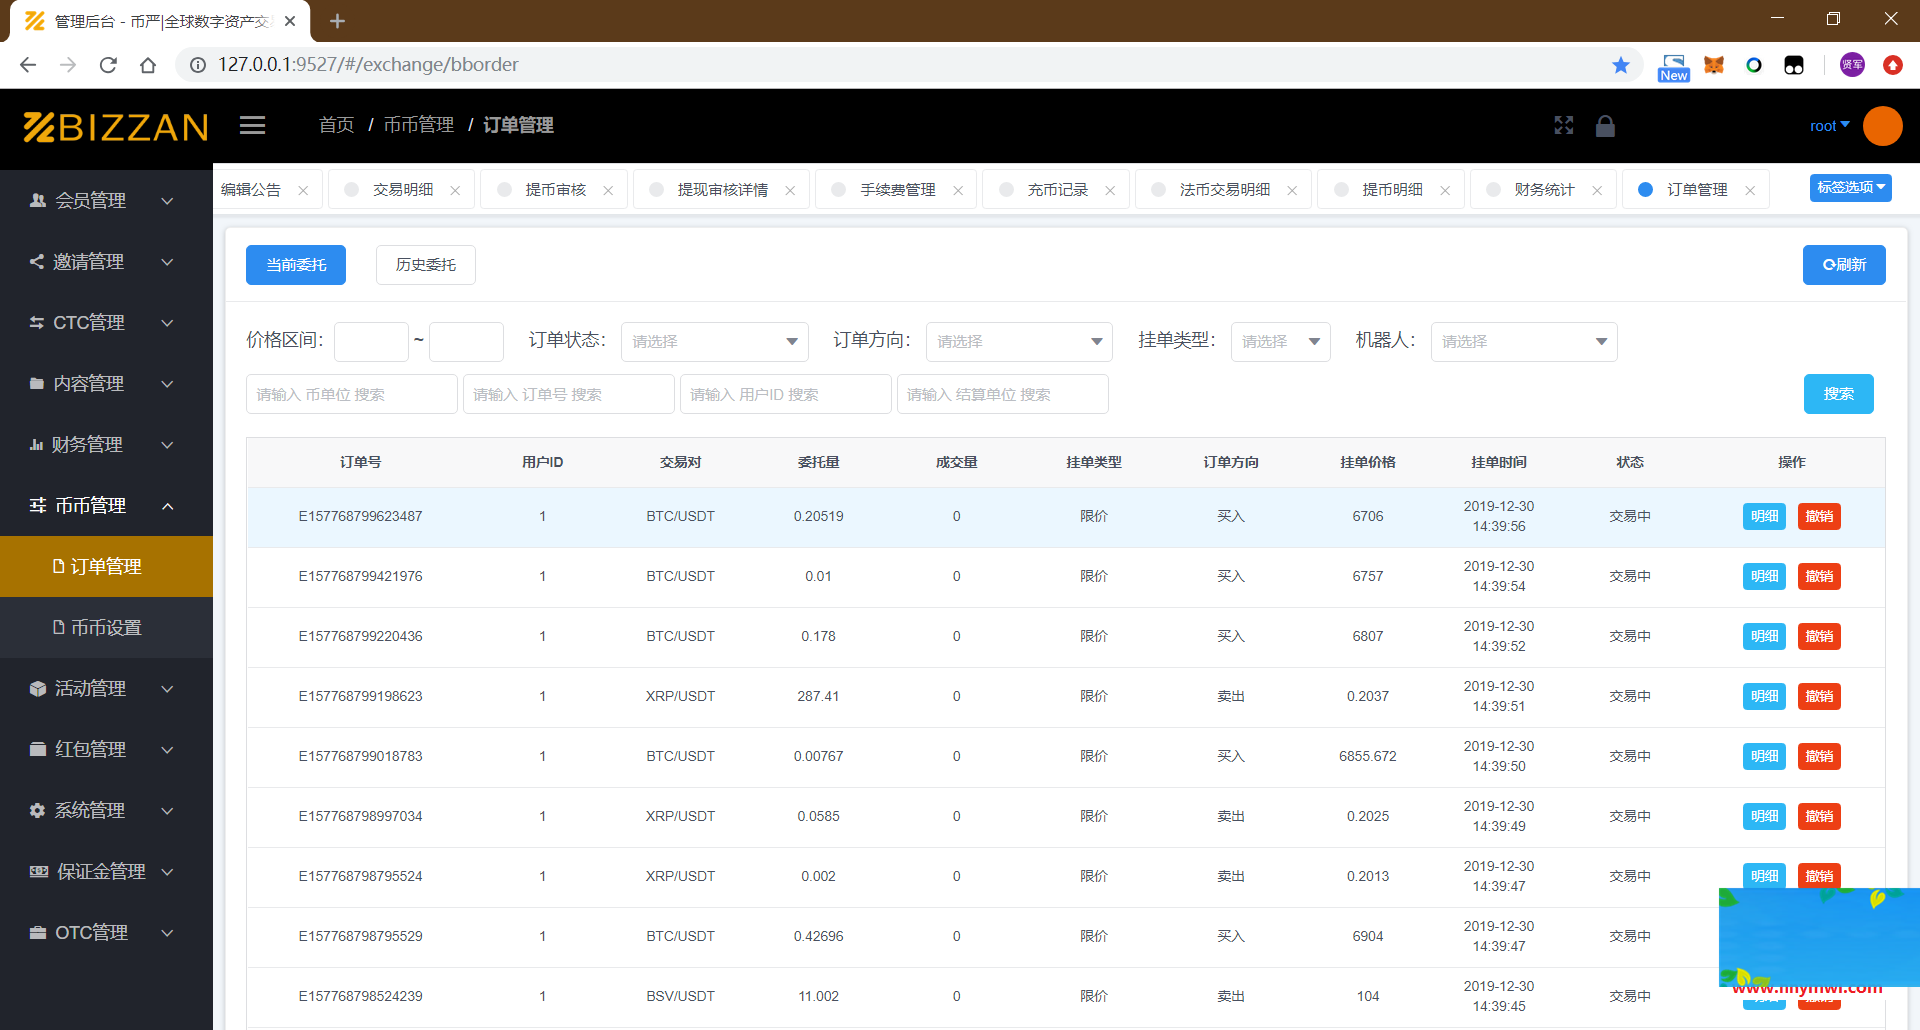 管理后台 - 币严|全球数字资产交
127.0.0.1:9527/#/exchange/bborder
New
贤军
BIZZAN
首页 / 币币管理 / 订单管理
root
会员管理
邀请管理
CTC管理
内容管理
财务管理
币币管理
订单管理
币币设置
活动管理
红包管理
系统管理
保证金管理
OTC管理
编辑公告 交易明细 提币审核 提现审核详情 手续费管理 充币记录 法币交易明细 提币明细 财务统计 订单管理 标签选项
当前委托 历史委托 刷新
价格区间: ~ 订单状态: 请选择 订单方向: 请选择 挂单类型: 请选择 机器人: 请选择
请输入 币单位 搜索 请输入 订单号 搜索 请输入 用户ID 搜索 请输入 结算单位 搜索 搜索
订单号 用户ID 交易对 委托量 成交量 挂单类型 订单方向 挂单价格 挂单时间 状态 操作
E157768799623487 1 BTC/USDT 0.20519 0 限价 买入 6706 2019-12-30 14:39:56 交易中 明细 撤销
E157768799421976 1 BTC/USDT 0.01 0 限价 买入 6757 2019-12-30 14:39:54 交易中 明细 撤销
E157768799220436 1 BTC/USDT 0.178 0 限价 买入 6807 2019-12-30 14:39:52 交易中 明细 撤销
E157768799198623 1 XRP/USDT 287.41 0 限价 卖出 0.2037 2019-12-30 14:39:51 交易中 明细 撤销
E157768799018783 1 BTC/USDT 0.00767 0 限价 买入 6855.672 2019-12-30 14:39:50 交易中 明细 撤销
E157768798997034 1 XRP/USDT 0.0585 0 限价 卖出 0.2025 2019-12-30 14:39:49 交易中 明细 撤销
E157768798795524 1 XRP/USDT 0.002 0 限价 卖出 0.2013 2019-12-30 14:39:47 交易中 明细 撤销
E157768798795529 1 BTC/USDT 0.42696 0 限价 买入 6904 2019-12-30 14:39:47 交易中
E157768798524239 1 BSV/USDT 11.002 0 限价 卖出 104 2019-12-30 14:39:45 交易中